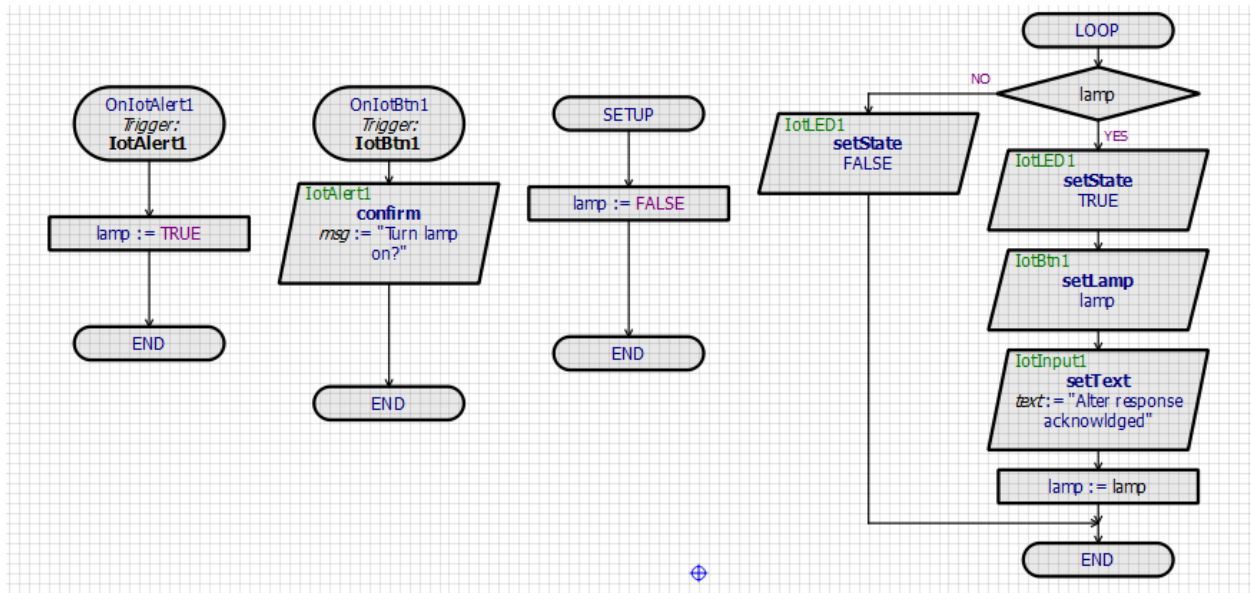 OnIotAlert1
Trigger:
IotAlert1
lamp := TRUE
END
OnIotBtn1
Trigger:
IotBtn1
IotAlert1
confirm
msg := "Turn lamp
on?"
END
SETUP
lamp := FALSE
END
LOOP
lamp
NO
YES
IotLED1
setState
FALSE
IotLED1
setState
TRUE
IotBtn1
setLamp
lamp
IotInput1
setText
text := "Alter response
acknowldged"
lamp := lamp
END